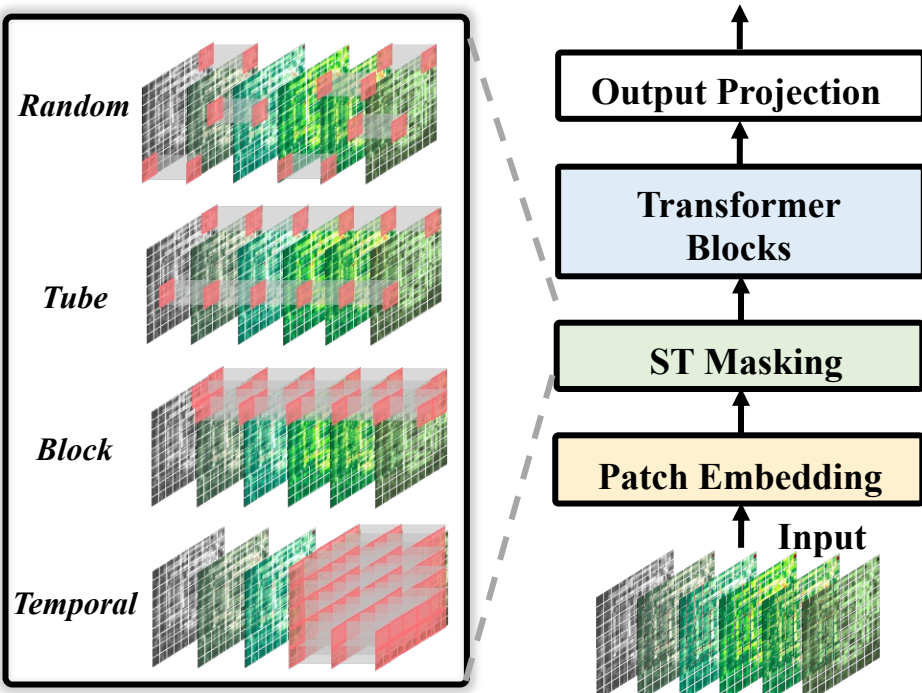 Random
Tube
Block
Temporal
Output Projection
Transformer
Blocks
ST Masking
Patch Embedding
Input